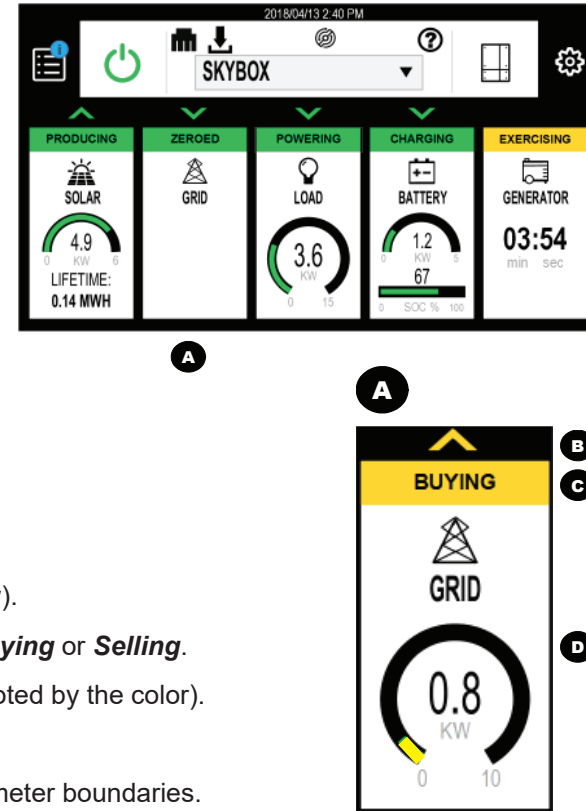 2018/04/13 2:40 PM
i
?
SKYBOX
PRODUCING ZEROED POWERING CHARGING EXERCISING
SOLAR GRID LOAD BATTERY GENERATOR
4.9
KW
0 6
LIFETIME:
0.14 MWH
3.6
KW
0 15
1.2
KW
0 5
67
0 SOC % 100
03:54
min sec
A
A
B
BUYING
C
GRID
D
0.8
KW
0 10
).
ying or Selling.
oted by the color).
meter boundaries.